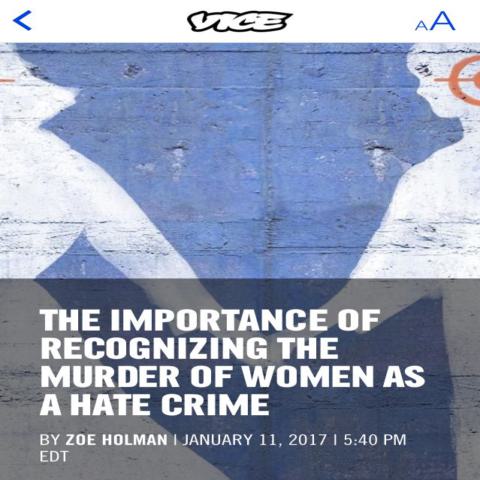 VICE
AA
THE IMPORTANCE OF
RECOGNIZING THE
MURDER OF WOMEN AS
A HATE CRIME
BY ZOE HOLMAN | JANUARY 11, 2017 | 5:40 PM
EDT